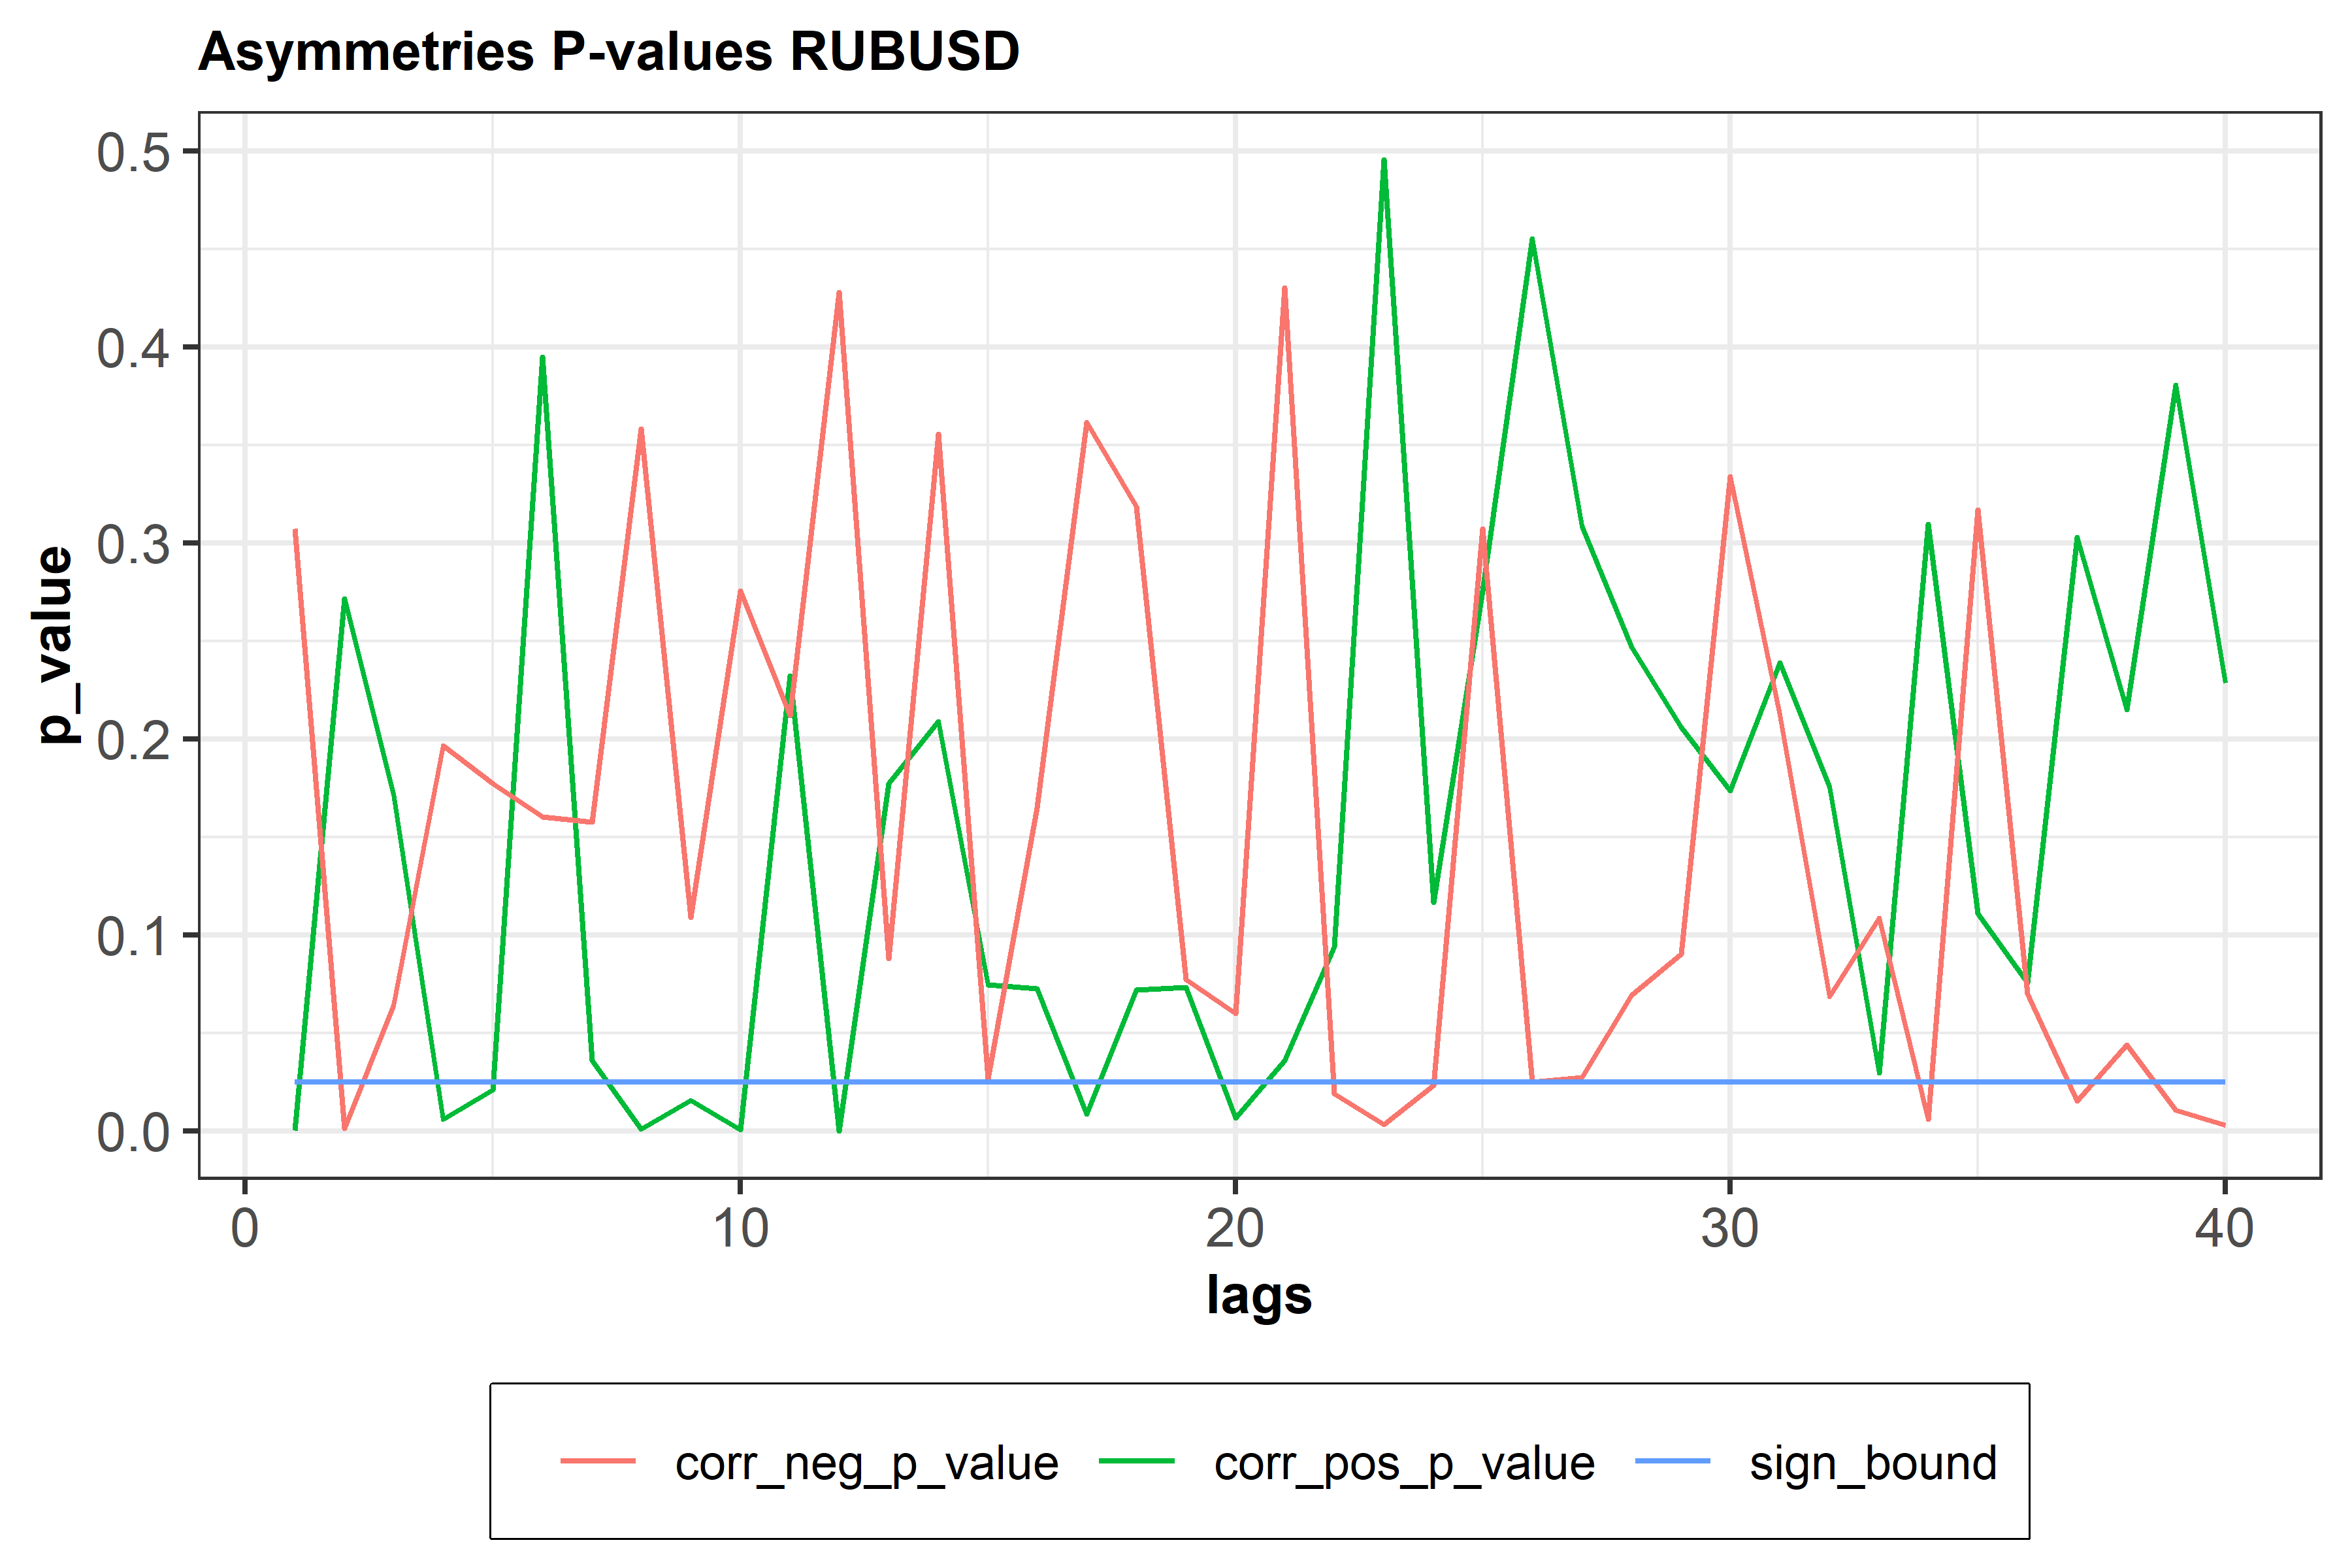 Asymmetries P-values RUBUSD
0.5
0.4
0.3
0.2
0.1
0.0
p_value
0 10 20 30 40
lags
corr_neg_p_value corr_pos_p_value sign_bound